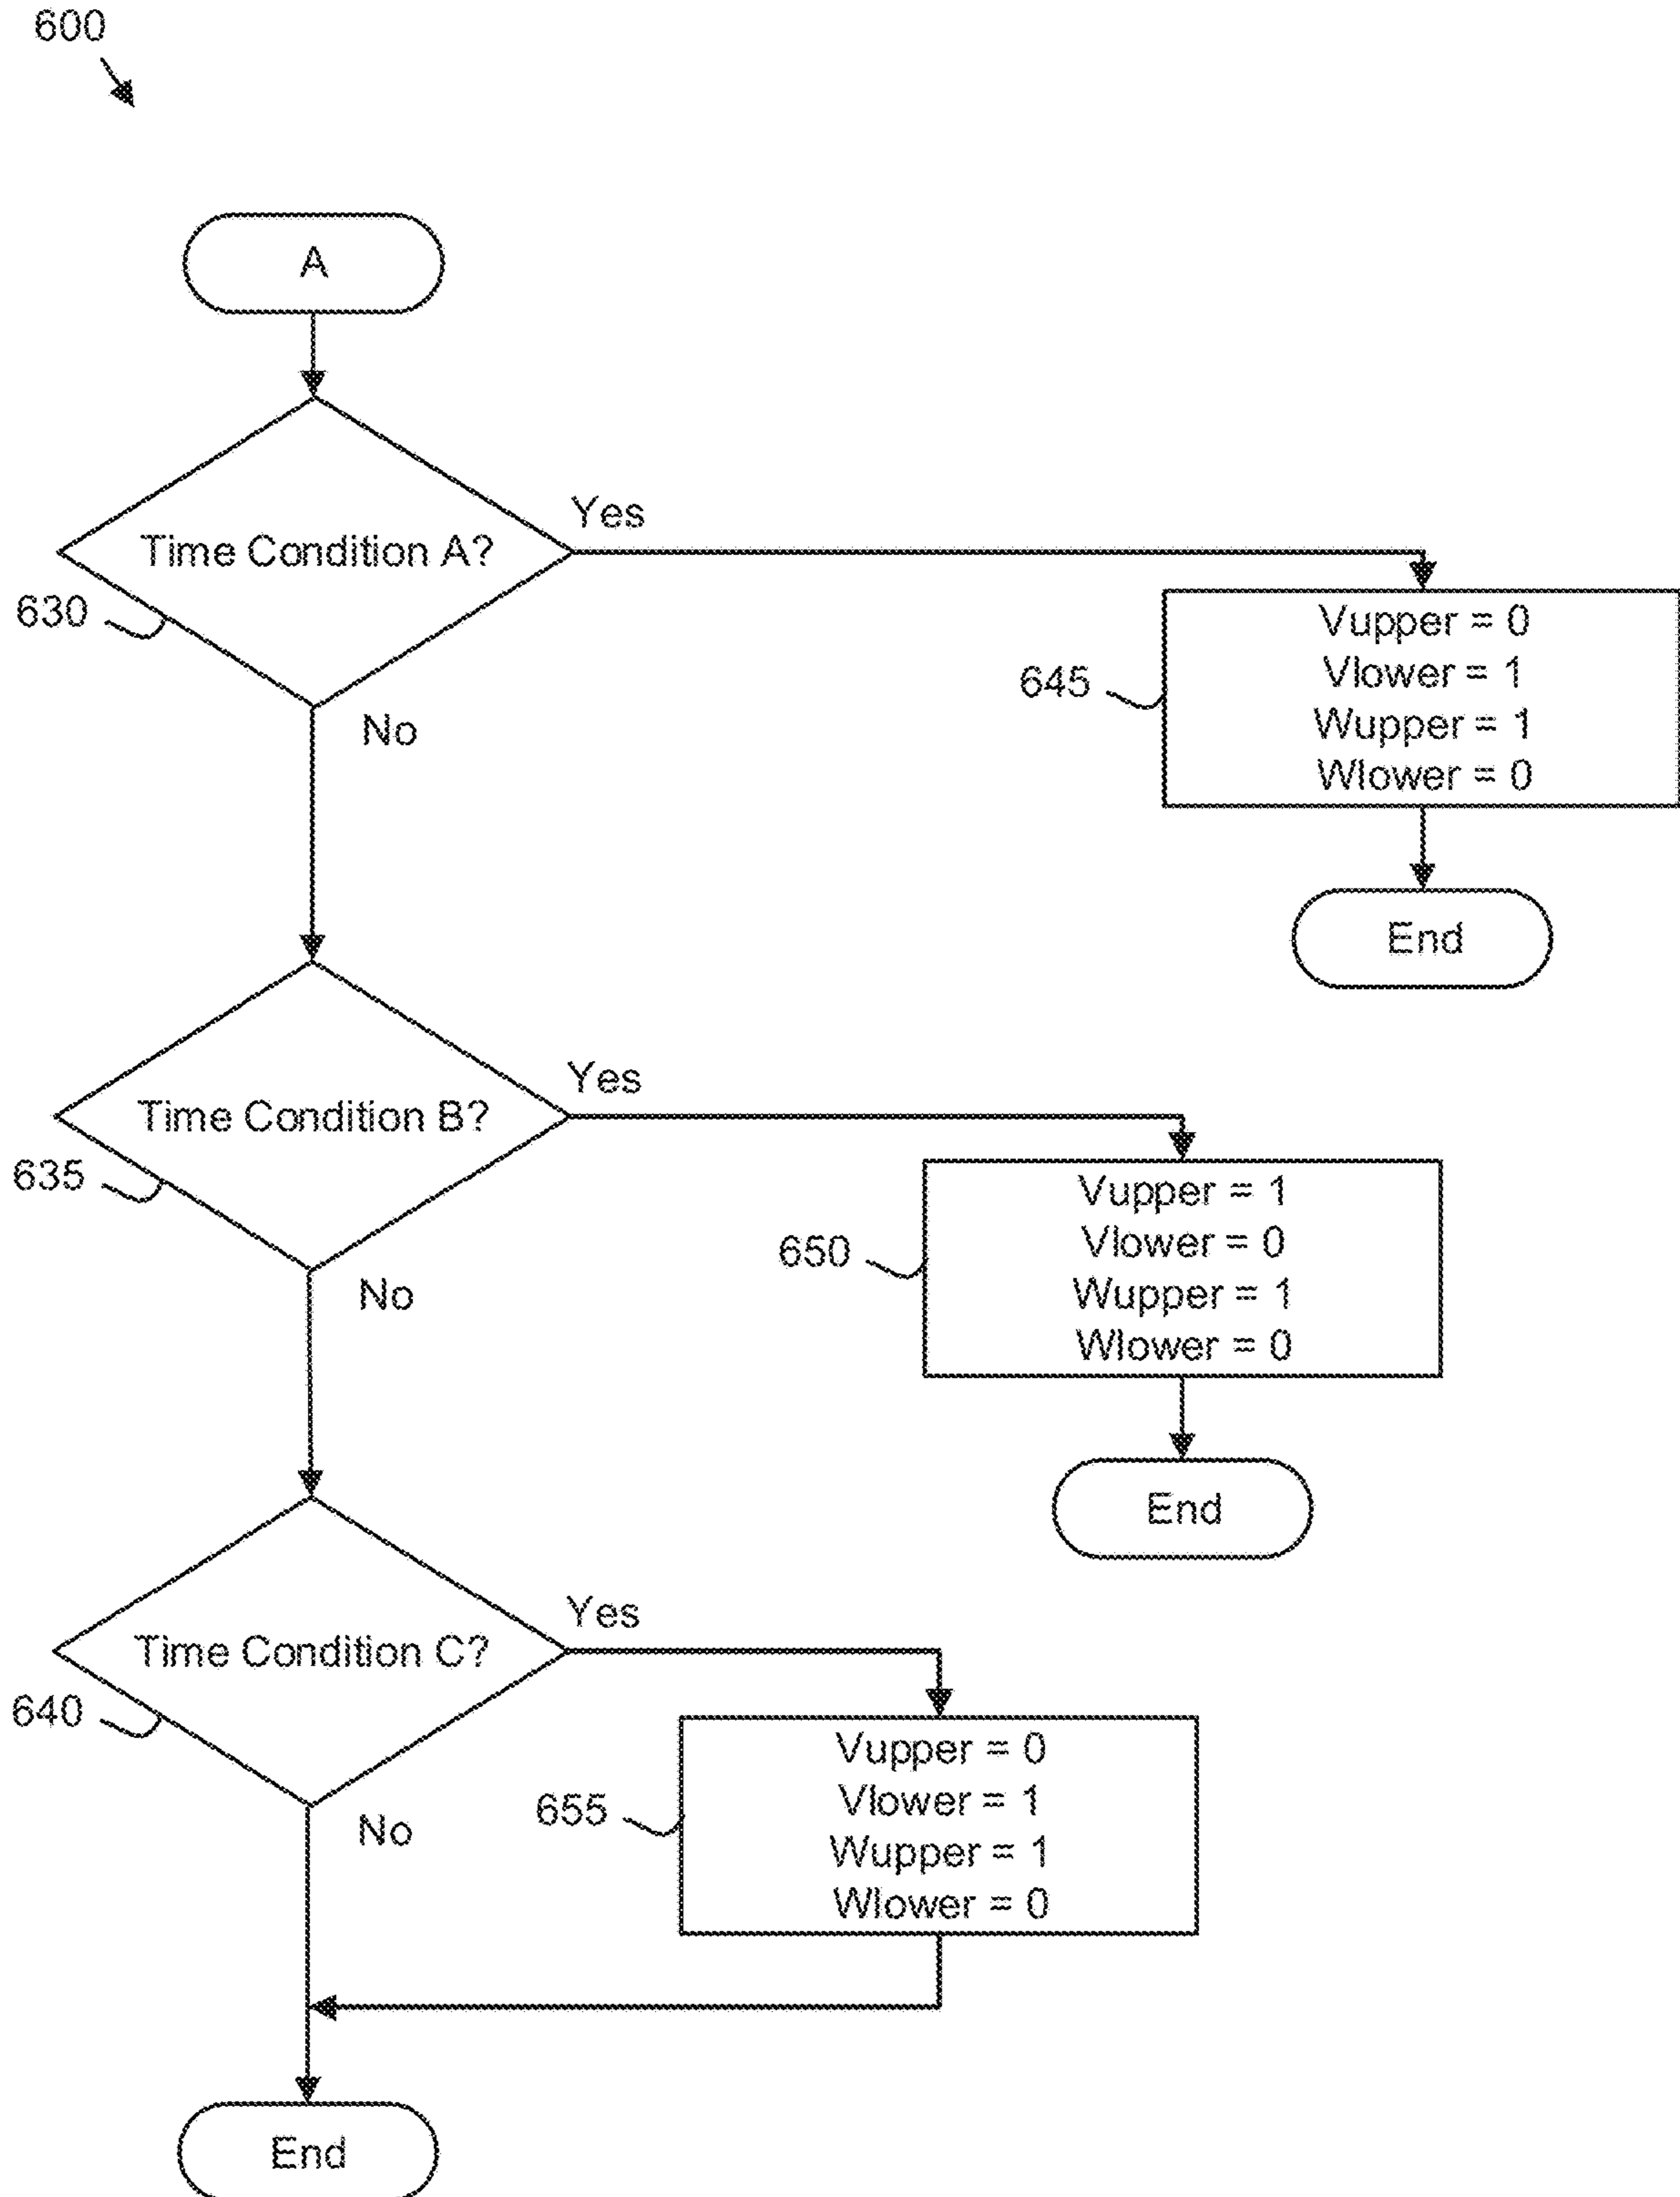 600
A
Time Condition A?
Yes
630
No
645
Vupper = 0
Vlower = 1
Wupper = 1
Wlower = 0
End
Time Condition B?
Yes
635
No
650
Vupper = 1
Vlower = 0
Wupper = 1
Wlower = 0
End
Time Condition C?
Yes
640
No
655
Vupper = 0
Vlower = 1
Wupper = 1
Wlower = 0
End